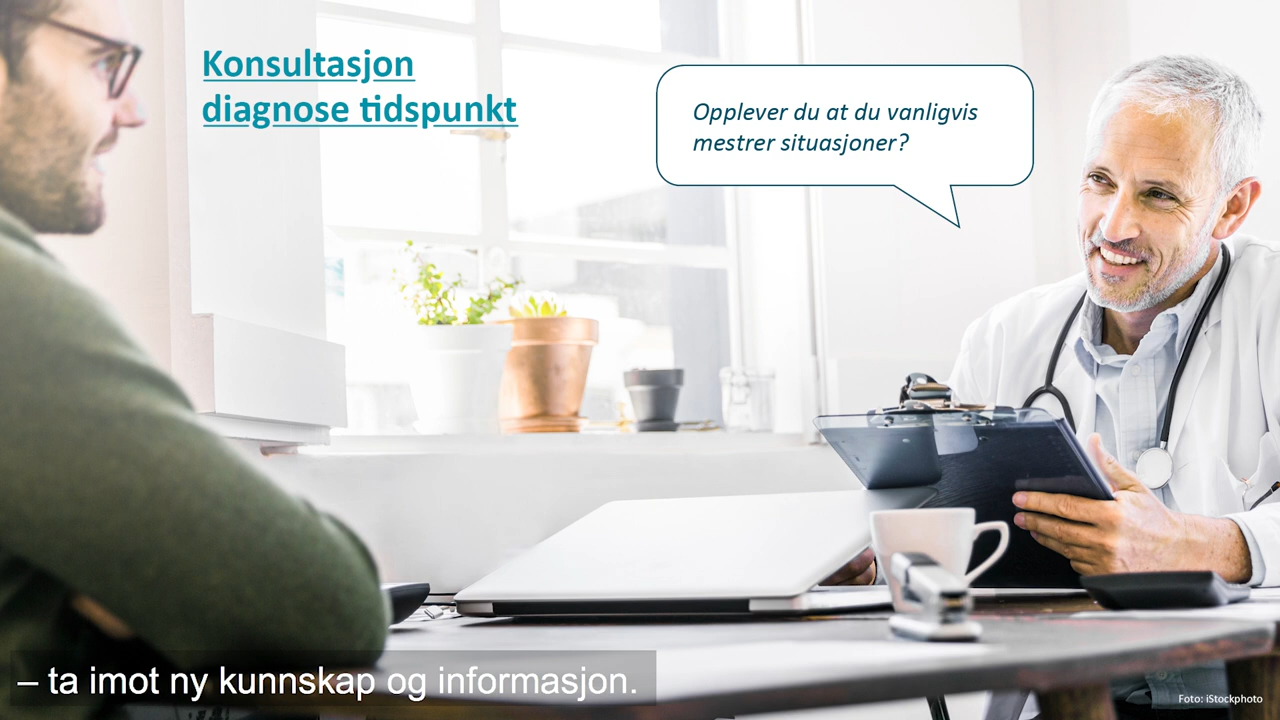 Konsultasjon
diagnose tidspunkt
Opplever du at du vanligvis
mestrer situasjoner?
– ta imot ny kunnskap og informasjon.
Foto: iStockphoto